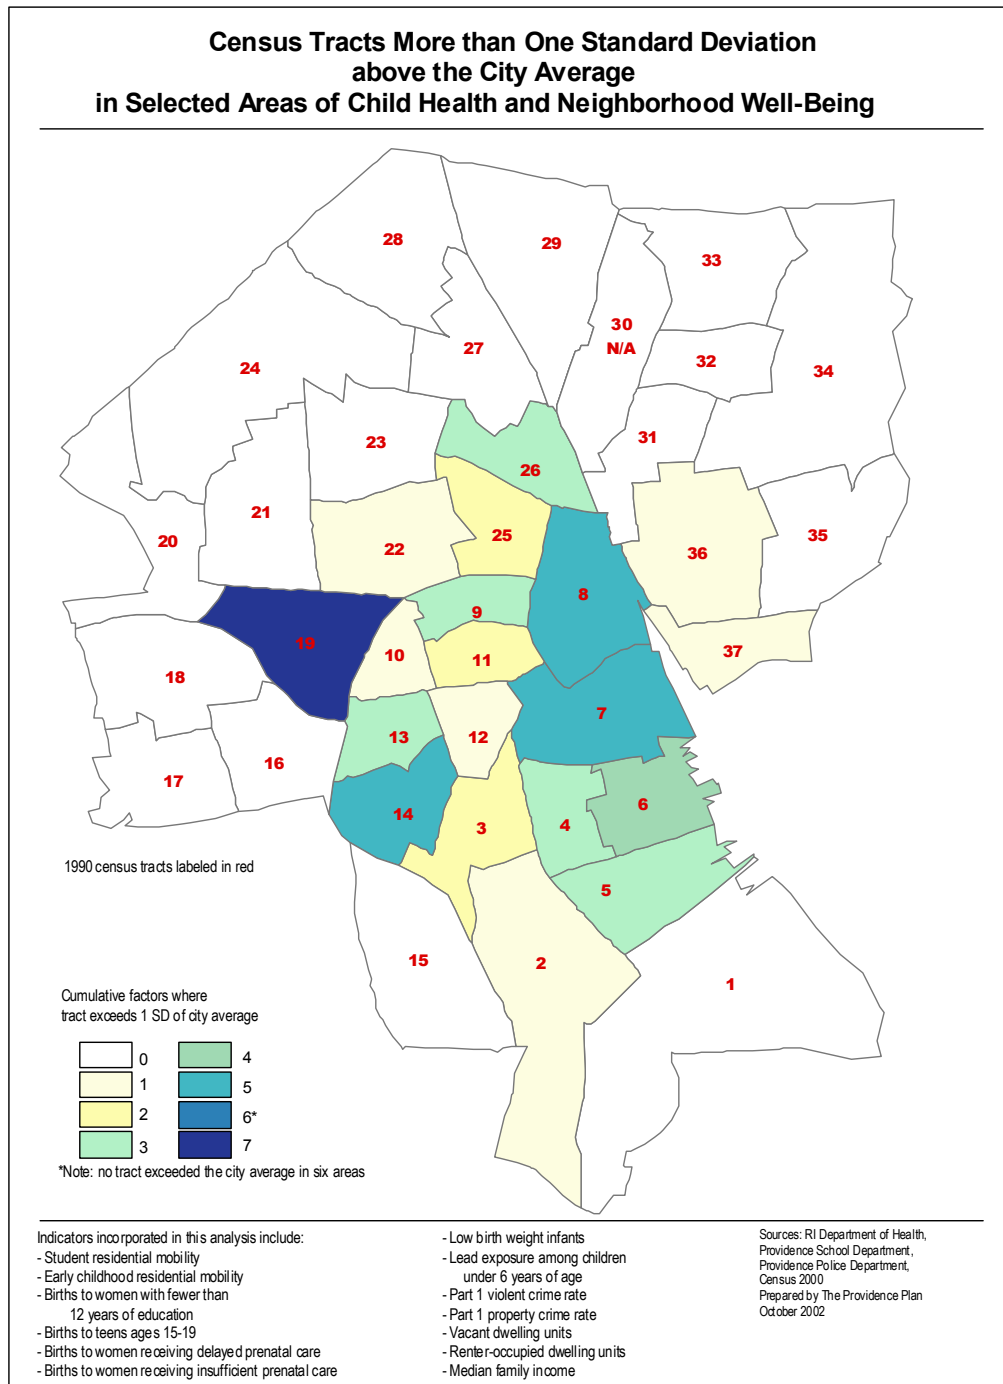 Census Tracts More than One Standard Deviation
above the City Average
in Selected Areas of Child Health and Neighborhood Well-Being
28
29
33
30
N/A
27
32
34
24
31
23
26
21
20
22
25
36
35
8
9
19
10
11
37
18
7
13
12
16
17
14
3
4
6
1990 census tracts labeled in red
5
15
2
1
Cumulative factors where
tract exceeds 1 SD of city average
0
4
1
5
2
6*
3
7
*Note: no tract exceeded the city average in six areas
Indicators incorporated in this analysis include:
- Student residential mobility
- Early childhood residential mobility
- Births to women with fewer than
12 years of education
- Births to teens ages 15-19
- Births to women receiving delayed prenatal care
- Births to women receiving insufficient prenatal care
- Low birth weight infants
- Lead exposure among children
under 6 years of age
- Part 1 violent crime rate
- Part 1 property crime rate
- Vacant dwelling units
- Renter-occupied dwelling units
- Median family income
Sources: RI Department of Health,
Providence School Department,
Providence Police Department,
Census 2000
Prepared by The Providence Plan
October 2002